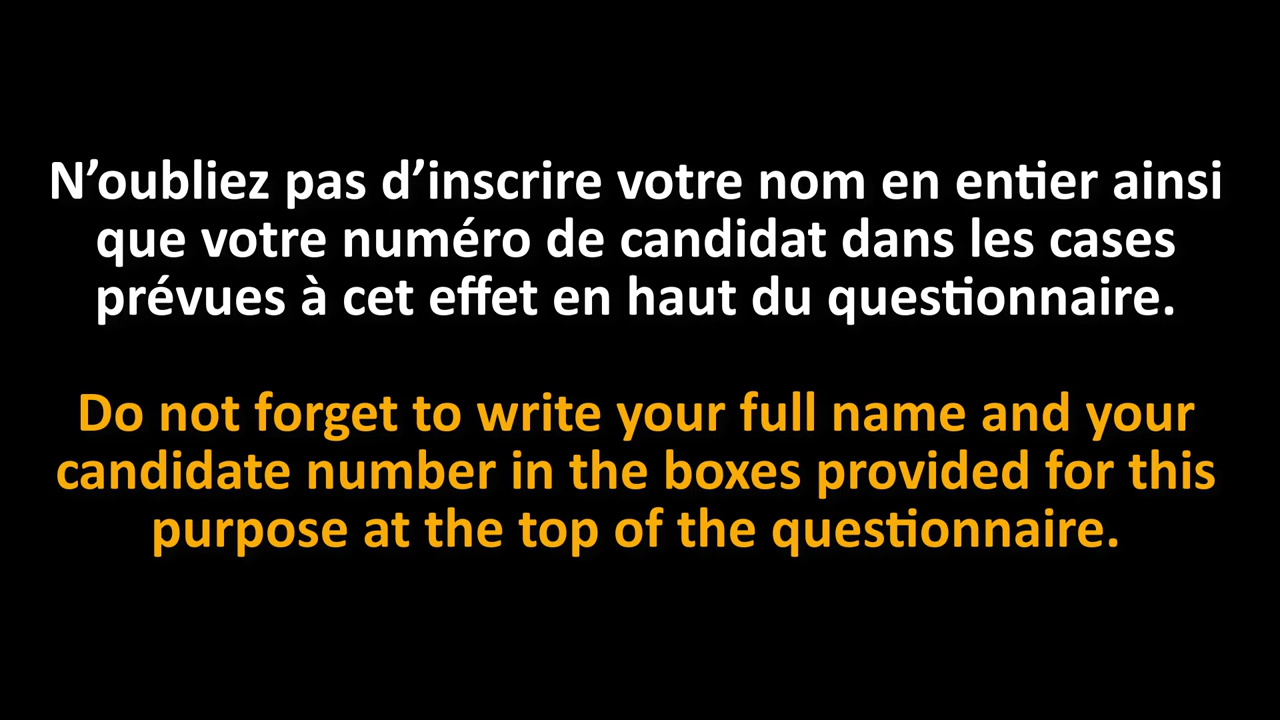 N’oubliez pas d’inscrire votre nom en entier ainsi
que votre numéro de candidat dans les cases
prévues à cet effet en haut du questionnaire.
Do not forget to write your full name and your
candidate number in the boxes provided for this
purpose at the top of the questionnaire.